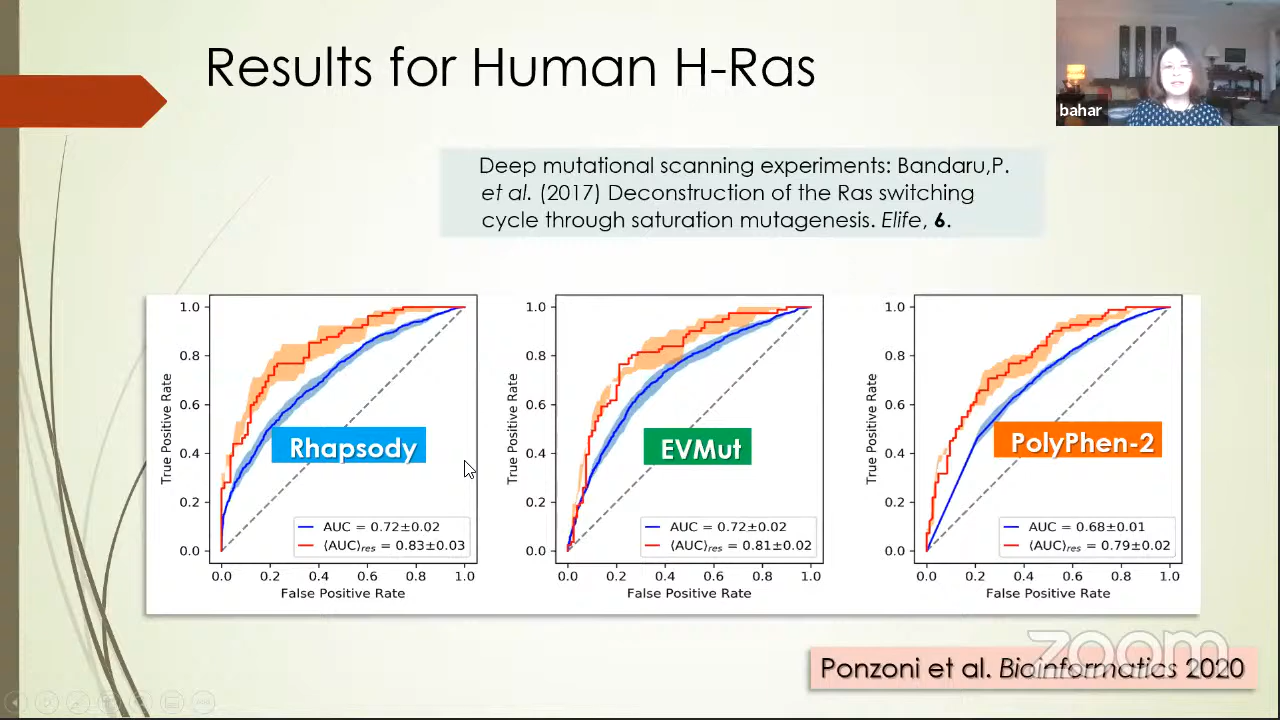 Results for Human H-Ras
bahar
Deep mutational scanning experiments: Bandaru,P.
et al. (2017) Deconstruction of the Ras switching
cycle through saturation mutagenesis. Elife, 6.
1.0
0.8
0.6
0.4
0.2
0.0
True Positive Rate
Rhapsody
AUC = 0.72±0.02
⟨AUC⟩res = 0.83±0.03
0.0 0.2 0.4 0.6 0.8 1.0
False Positive Rate
1.0
0.8
0.6
0.4
0.2
0.0
True Positive Rate
EVMut
AUC = 0.72±0.02
⟨AUC⟩res = 0.81±0.02
0.0 0.2 0.4 0.6 0.8 1.0
False Positive Rate
1.0
0.8
0.6
0.4
0.2
0.0
True Positive Rate
PolyPhen-2
AUC = 0.68±0.01
⟨AUC⟩res = 0.79±0.02
0.0 0.2 0.4 0.6 0.8 1.0
False Positive Rate
zoom
Ponzoni et al. Bioinformatics 2020